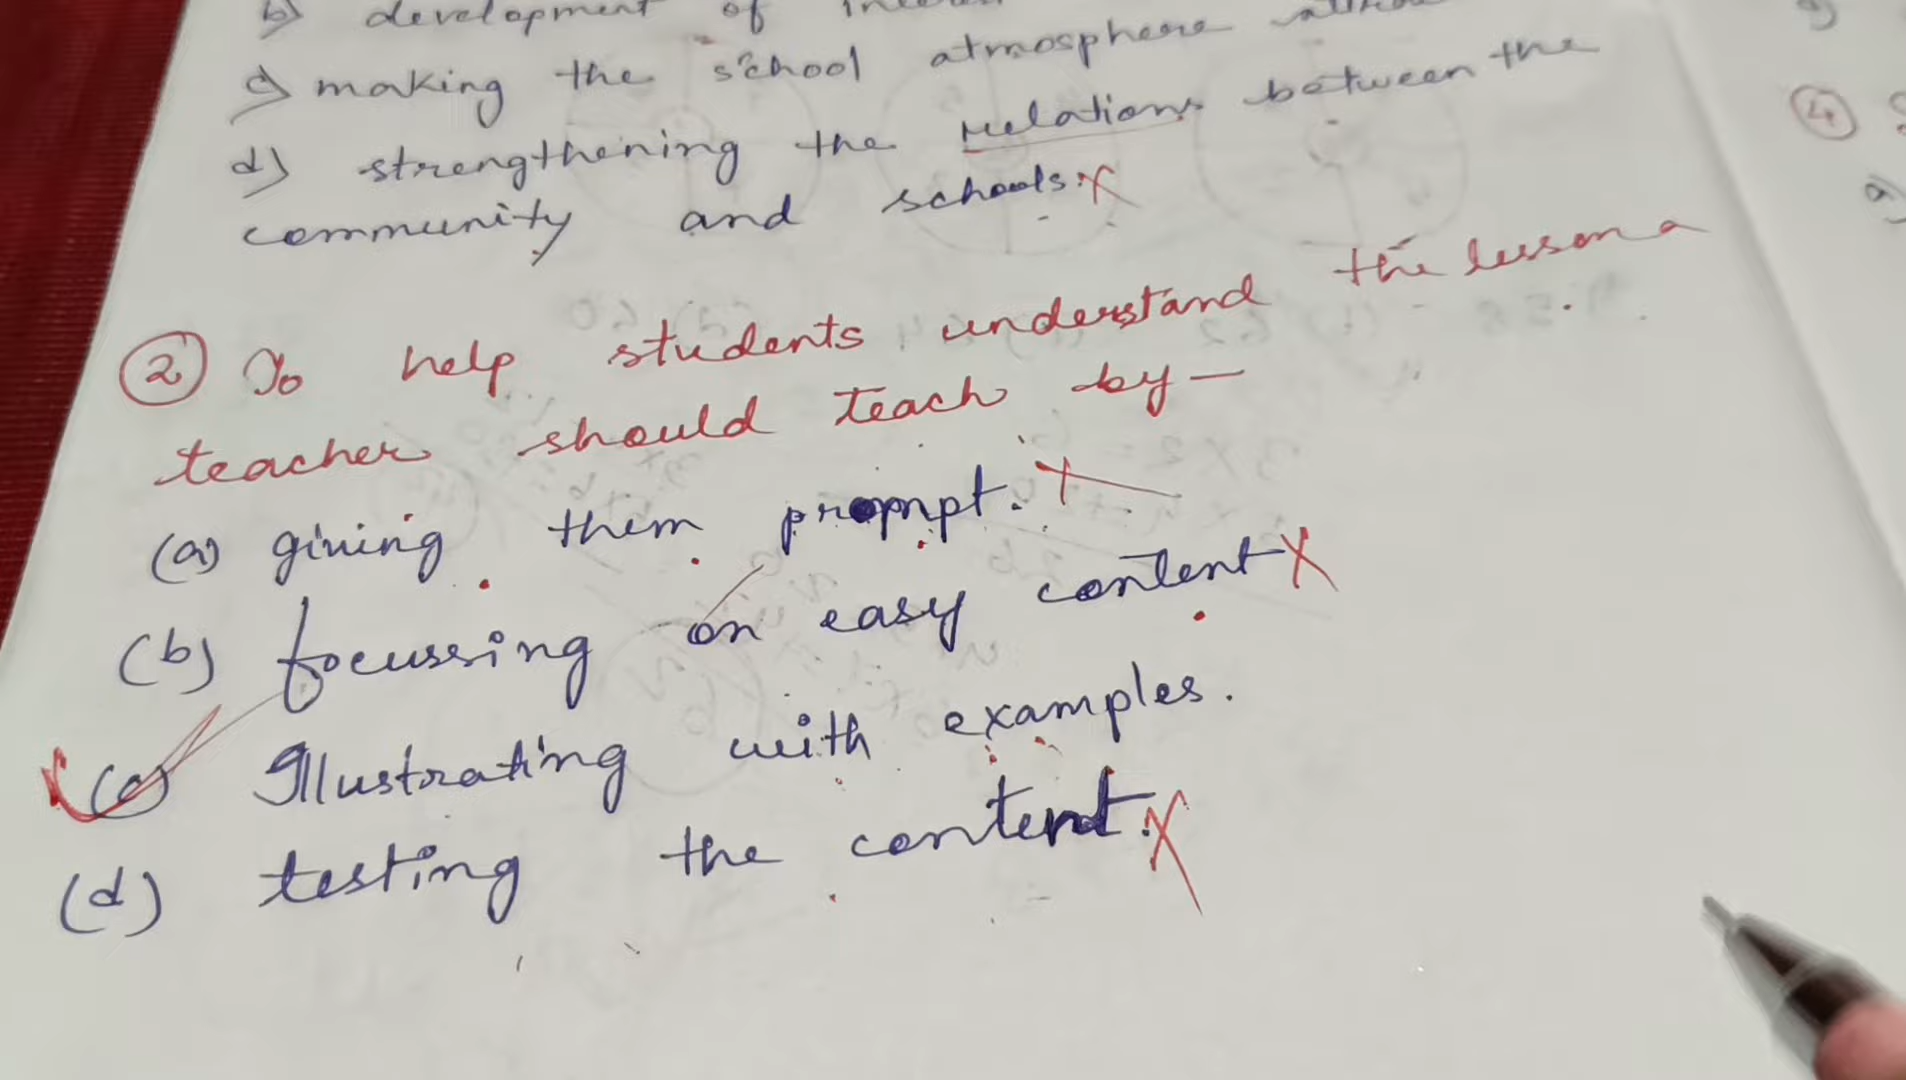 b) development of
c) making the school atmosphere
d) strengthening the relations between the
community and schools.
② To help students understand the lesson a
teacher should teach by —
(a) giving them prompt.
(b) focussing on easy content
(c) Illustrating with examples.
(d) testing the content.
④
a)